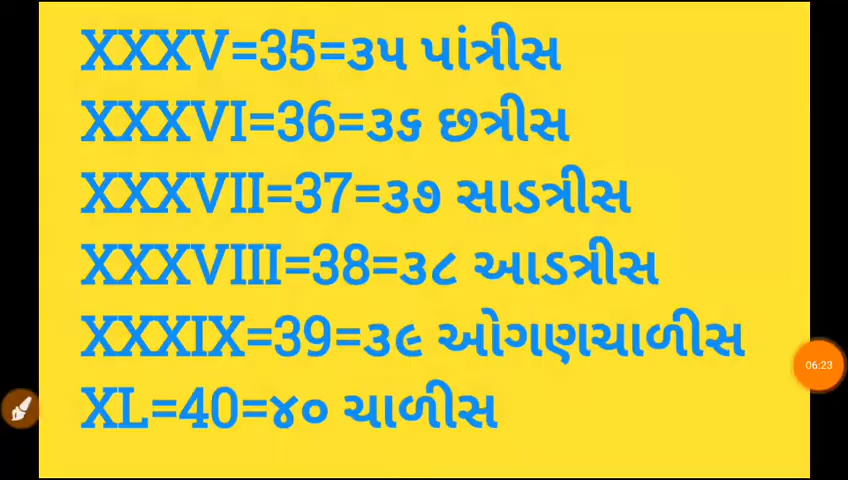 XXXV=35=૩૫ પાંત્રીસ
XXXVI=36=૩૬ છત્રીસ
XXXVII=37=૩૭ સાડત્રીસ
XXXVIII=38=૩૮ આડત્રીસ
XXXIX=39=૩૯ ઓગણચાળીસ
06:23
XL=40=૪૦ ચાળીસ